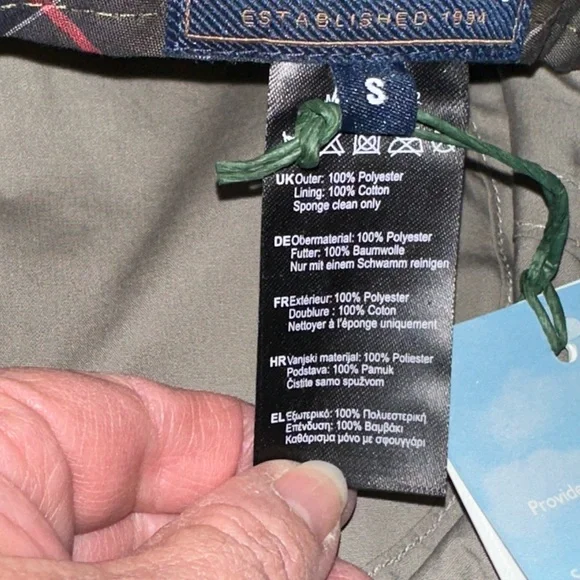 ESTABLISHED 1994
S
UK Outer: 100% Polyester
Lining: 100% Cotton
Sponge clean only
DE Obermaterial: 100% Polyester
Futter: 100% Baumwolle
Nur mit einem Schwamm reinigen
FR Extérieur: 100% Polyester
Doublure : 100% Coton
Nettoyer à l'éponge uniquement
HR Vanjski materijal: 100% Poliester
Podstava: 100% Pamuk
Čistite samo spužvom
EL Εξωτερικό: 100% Πολυεστερική
Επένδυση: 100% Βαμβάκι
Καθάρισμα μόνο με σφουγγάρι